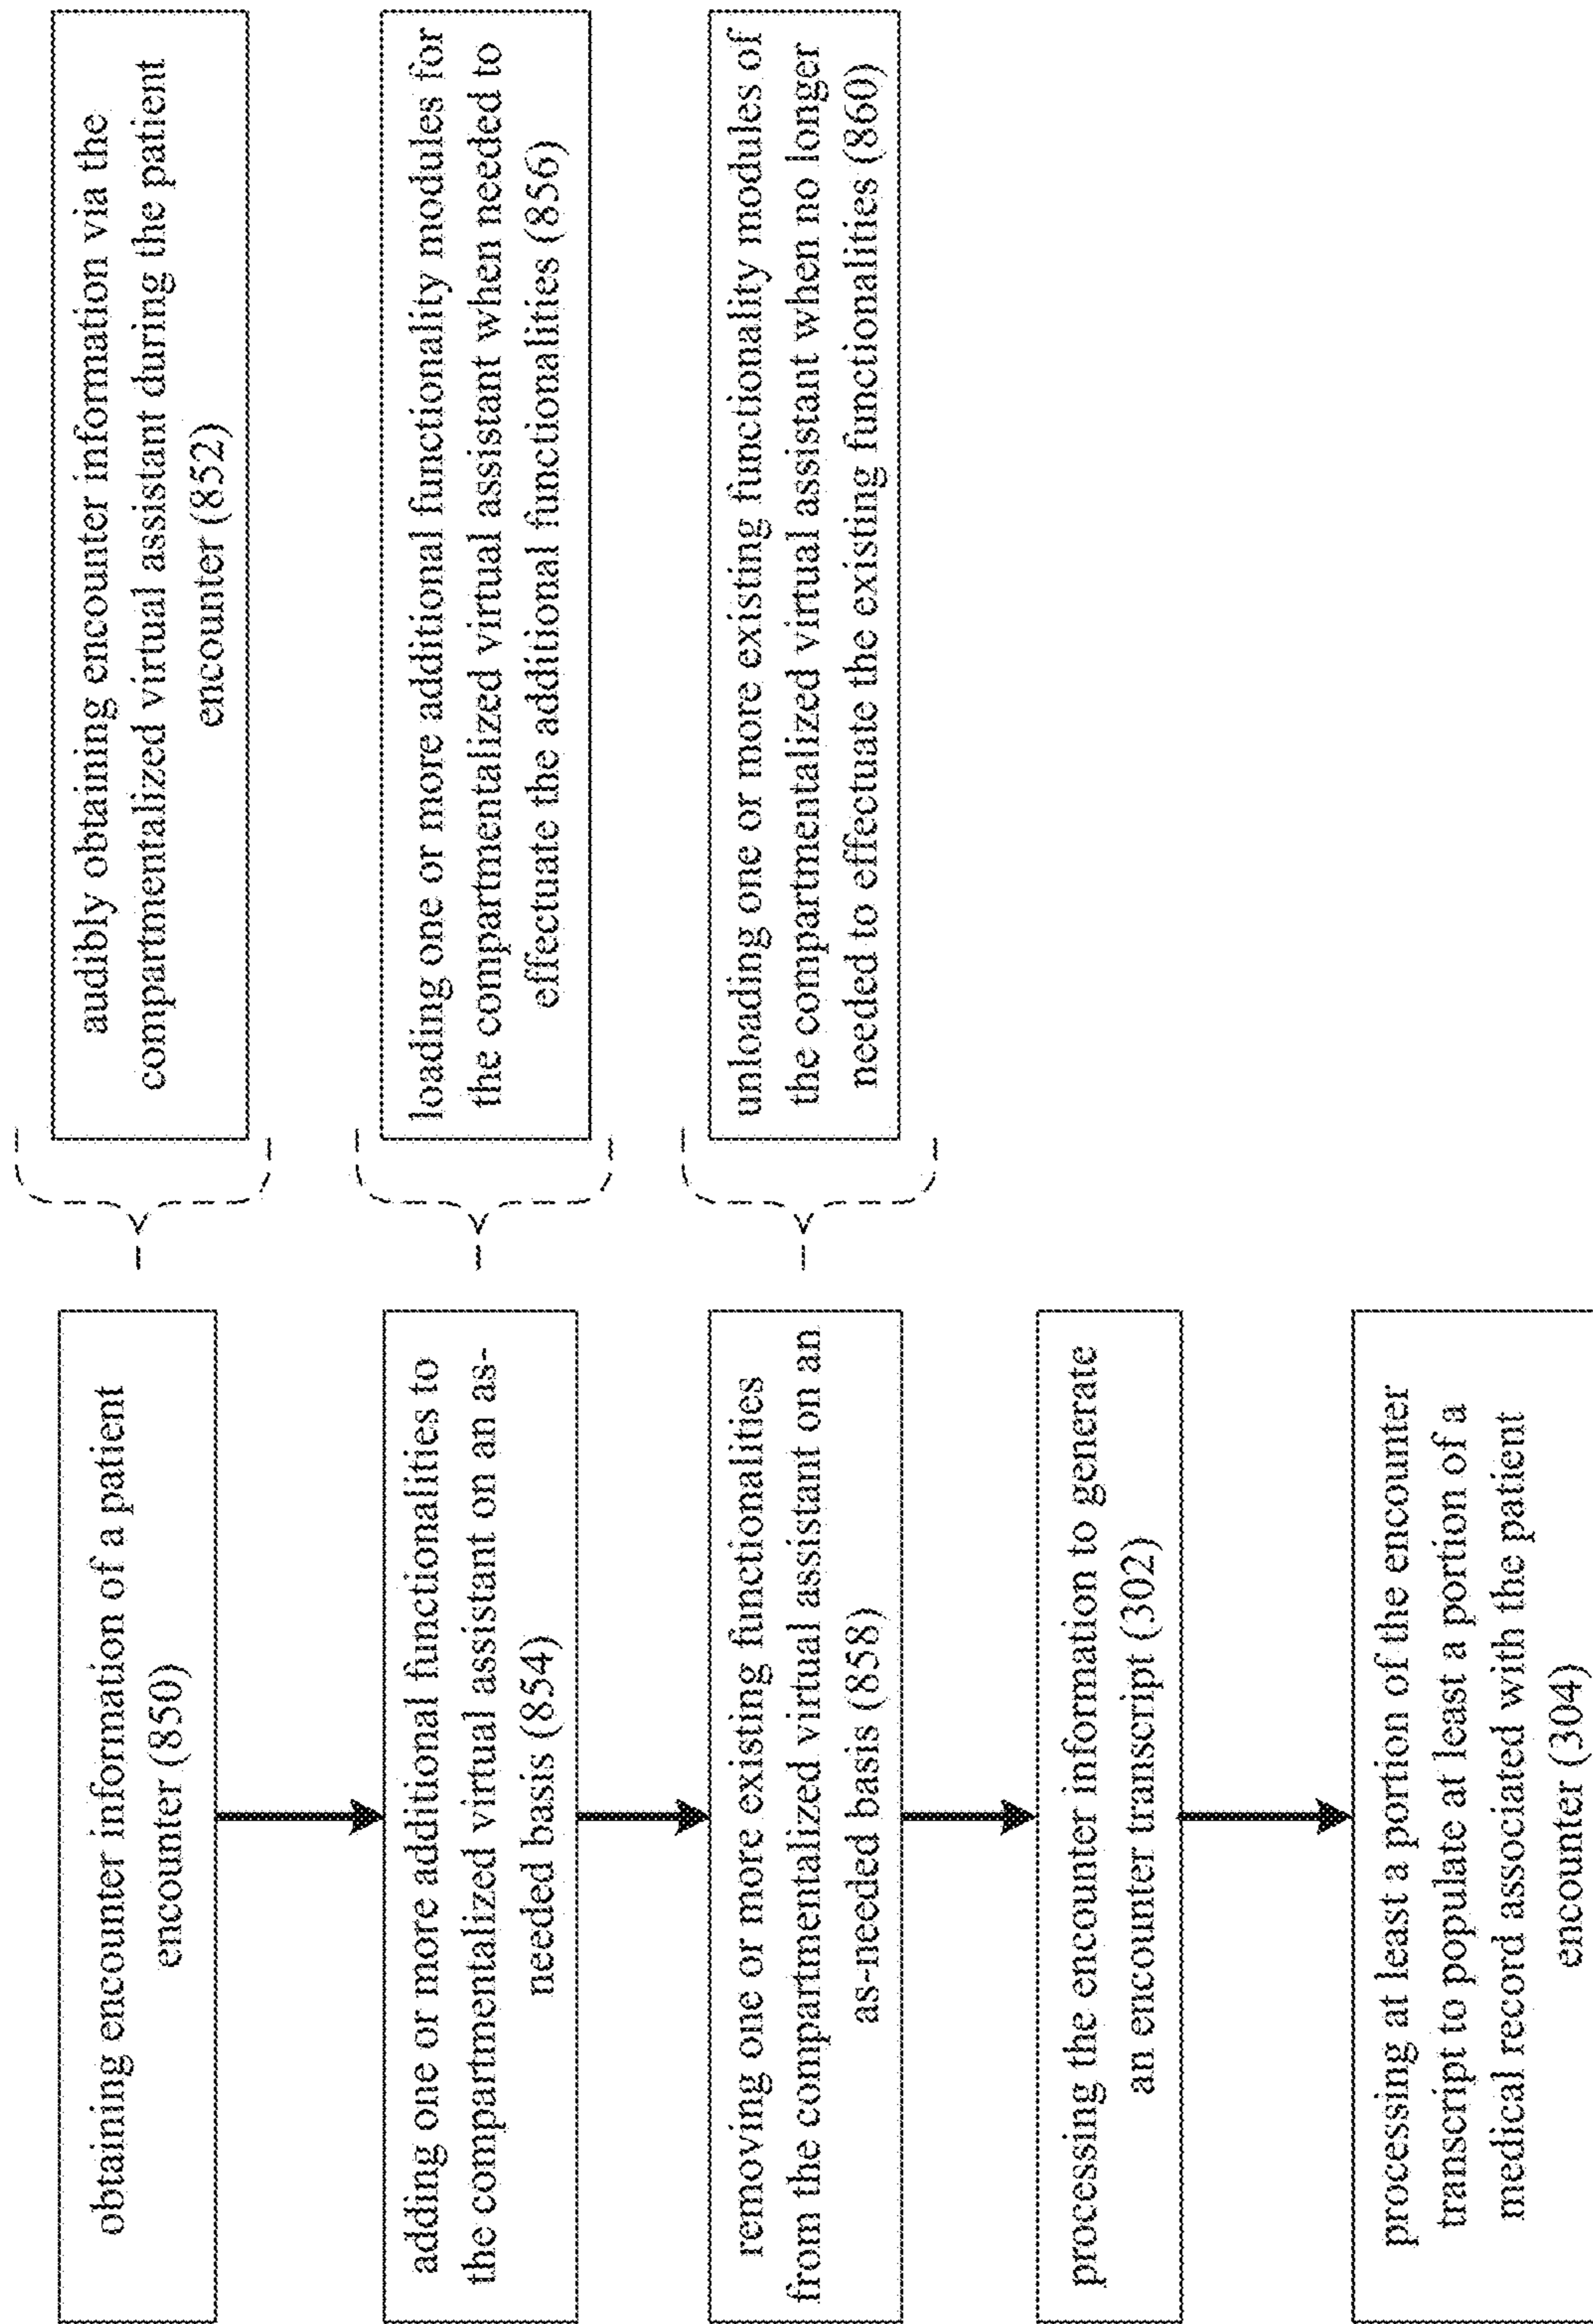 obtaining encounter information of a patient
encounter (850)
audibly obtaining encounter information via the
compartmentalized virtual assistant during the patient
encounter (852)
adding one or more additional functionalities to
the compartmentalized virtual assistant on an as-
needed basis (854)
loading one or more additional functionality modules for
the compartmentalized virtual assistant when needed to
effectuate the additional functionalities (856)
removing one or more existing functionalities
from the compartmentalized virtual assistant on an
as-needed basis (858)
unloading one or more existing functionality modules of
the compartmentalized virtual assistant when no longer
needed to effectuate the existing functionalities (860)
processing the encounter information to generate
an encounter transcript (302)
processing at least a portion of the encounter
transcript to populate at least a portion of a
medical record associated with the patient
encounter (304)